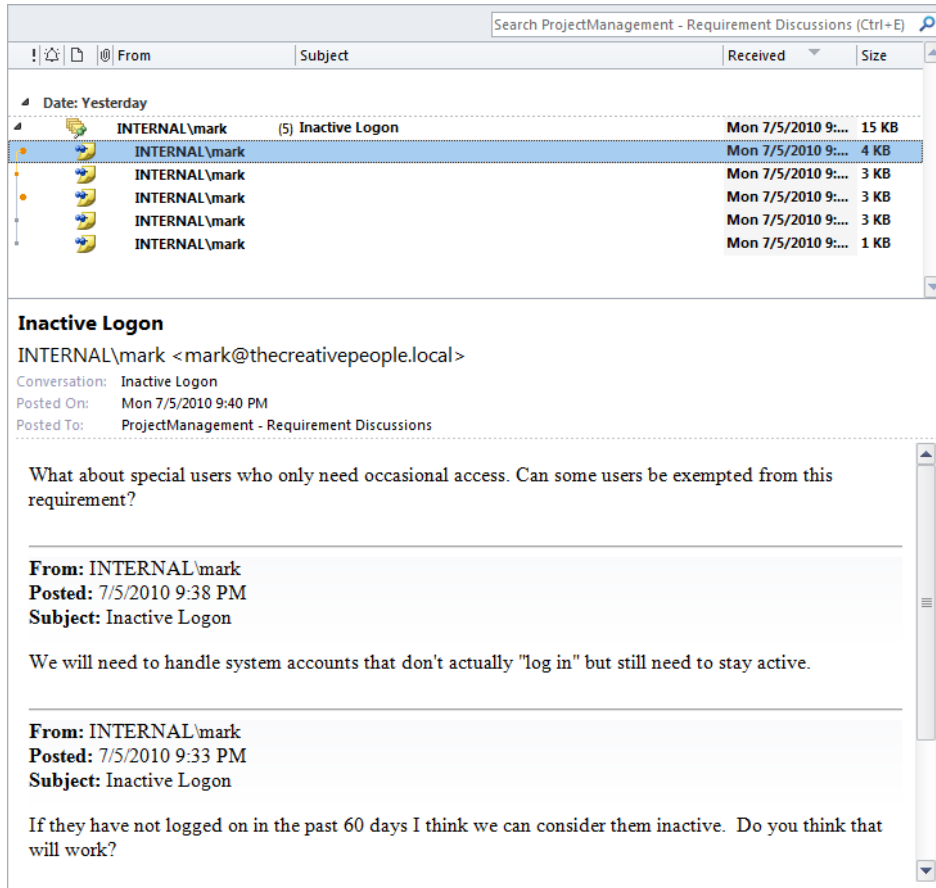 Search ProjectManagement - Requirement Discussions (Ctrl+E)
! From Subject Received Size
Date: Yesterday
INTERNAL\mark (5) Inactive Logon Mon 7/5/2010 9:... 15 KB
INTERNAL\mark Mon 7/5/2010 9:... 4 KB
INTERNAL\mark Mon 7/5/2010 9:... 3 KB
INTERNAL\mark Mon 7/5/2010 9:... 3 KB
INTERNAL\mark Mon 7/5/2010 9:... 3 KB
INTERNAL\mark Mon 7/5/2010 9:... 1 KB
Inactive Logon
INTERNAL\mark <mark@thecreativepeople.local>
Conversation: Inactive Logon
Posted On: Mon 7/5/2010 9:40 PM
Posted To: ProjectManagement - Requirement Discussions
What about special users who only need occasional access. Can some users be exempted from this
requirement?
From: INTERNAL\mark
Posted: 7/5/2010 9:38 PM
Subject: Inactive Logon
We will need to handle system accounts that don't actually "log in" but still need to stay active.
From: INTERNAL\mark
Posted: 7/5/2010 9:33 PM
Subject: Inactive Logon
If they have not logged on in the past 60 days I think we can consider them inactive.  Do you think that
will work?